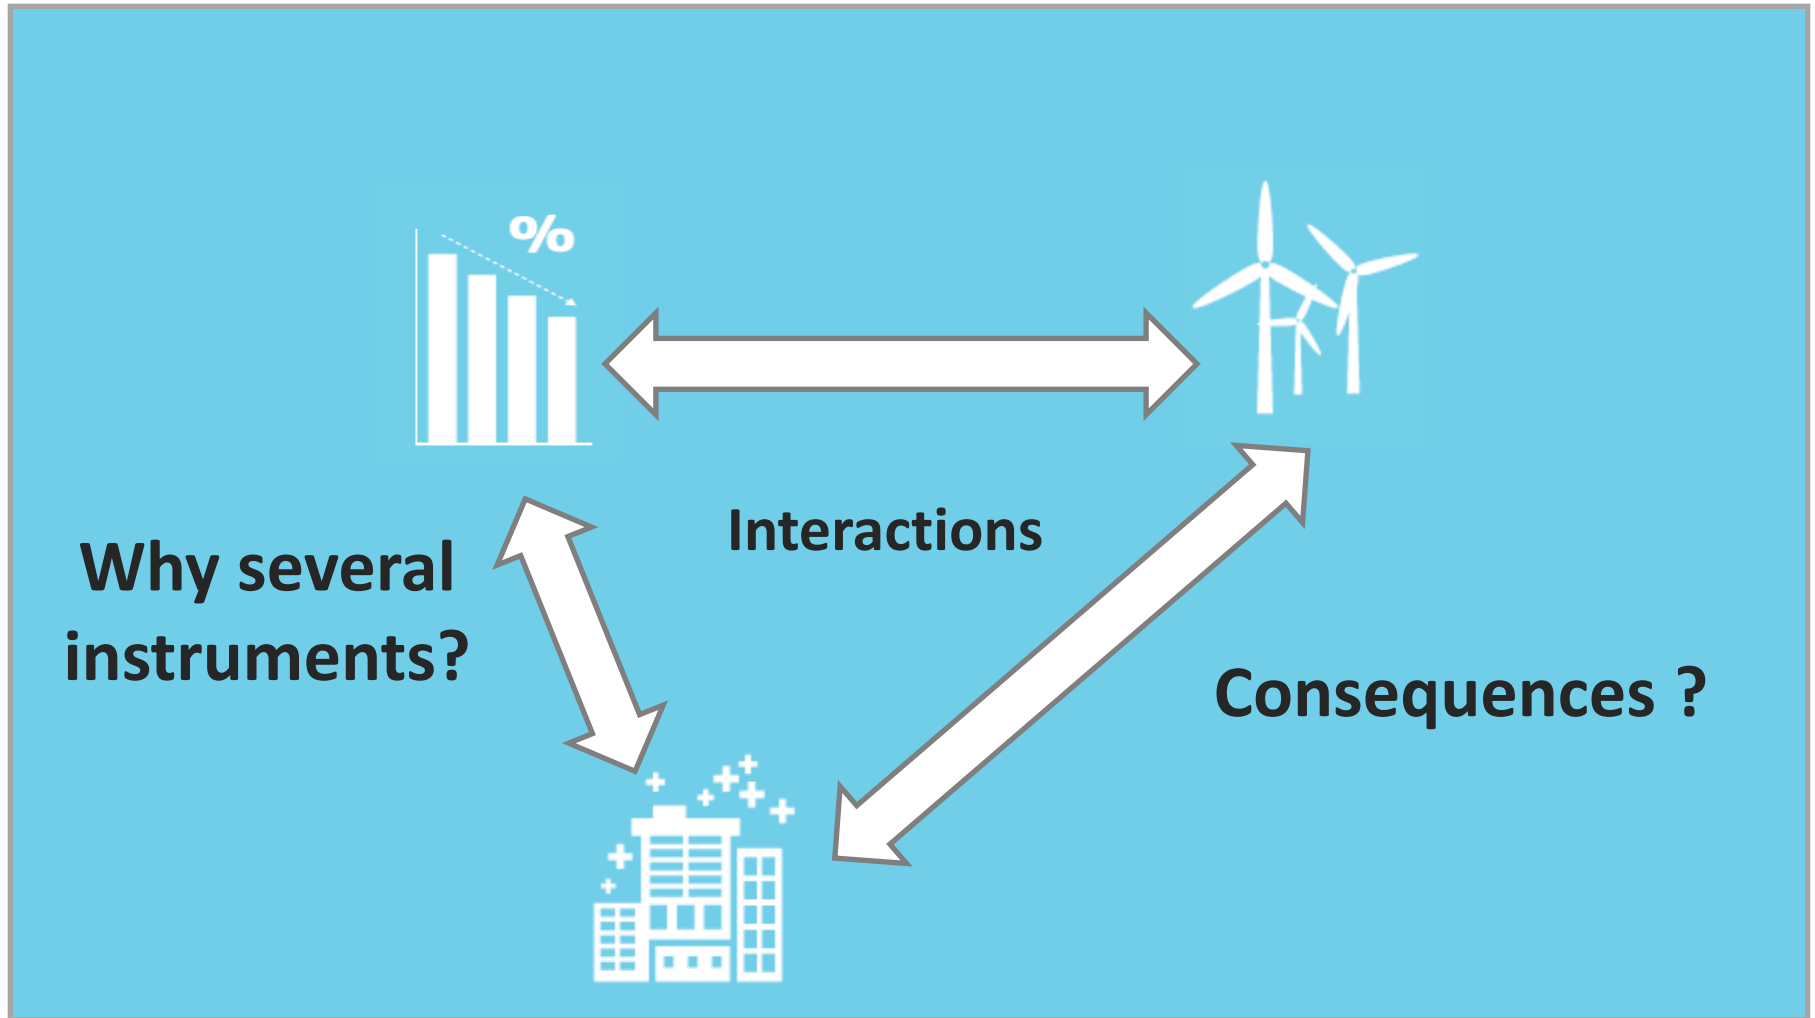 %
Interactions
Why several
instruments?
Consequences ?